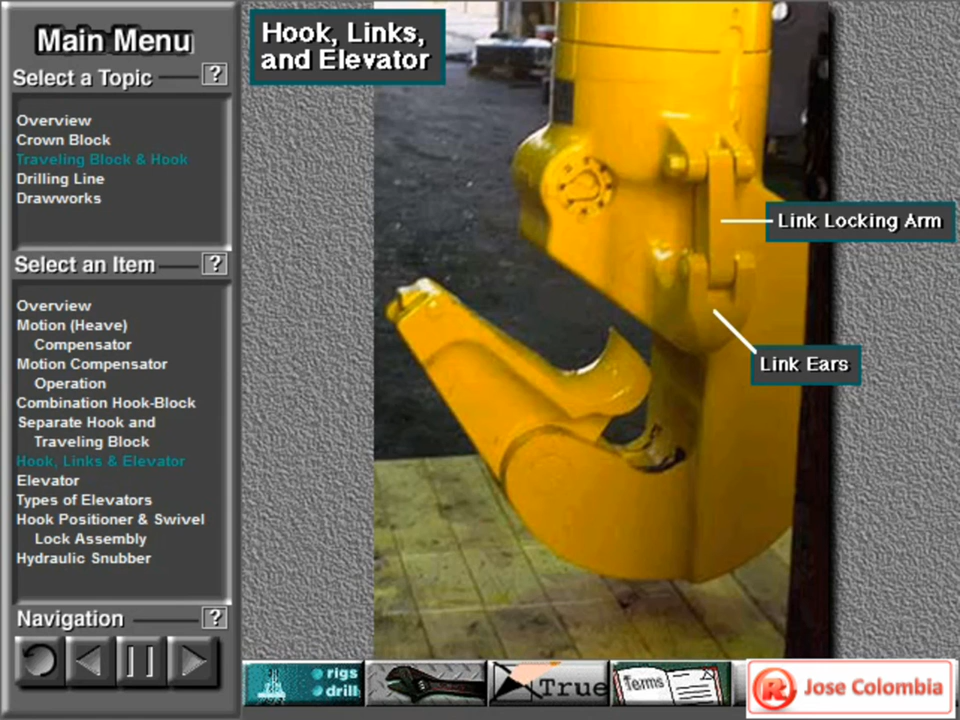 Main Menu
Select a Topic ?
Overview
Crown Block
Traveling Block & Hook
Drilling Line
Drawworks
Select an Item ?
Overview
Motion (Heave)
Compensator
Motion Compensator
Operation
Combination Hook-Block
Separate Hook and
Traveling Block
Hook, Links & Elevator
Elevator
Types of Elevators
Hook Positioner & Swivel
Lock Assembly
Hydraulic Snubber
Navigation ?
Hook, Links,
and Elevator
Link Locking Arm
Link Ears
rigs
drill
True
Terms
R Jose Colombia